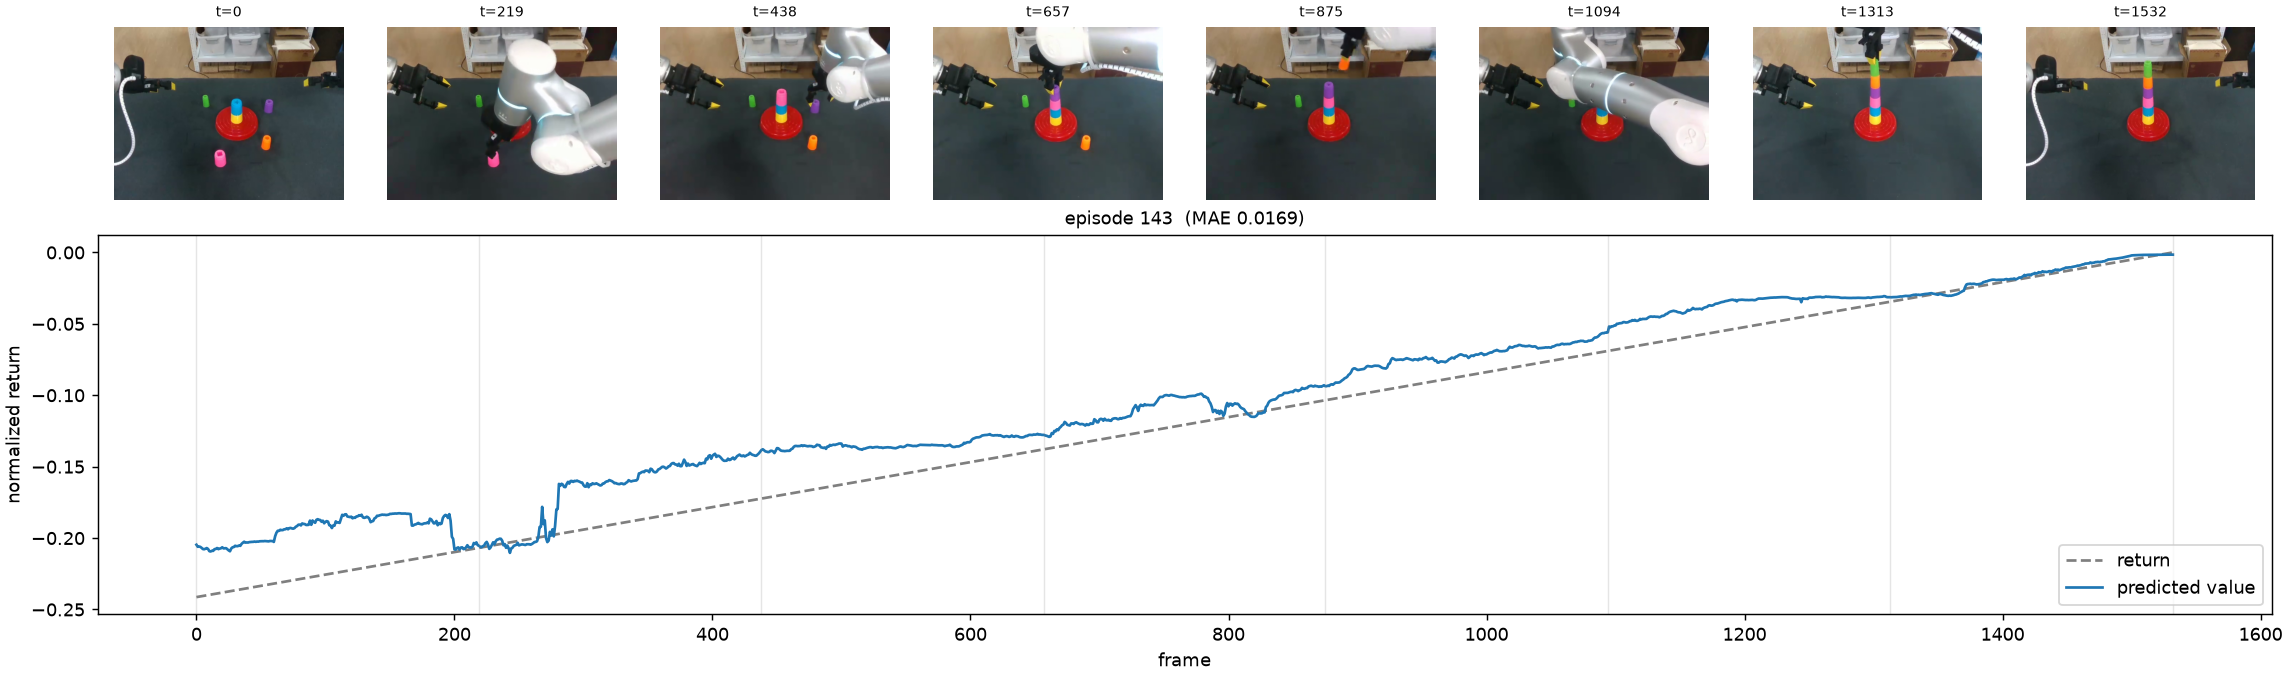 t=0 t=219 t=438 t=657 t=875 t=1094 t=1313 t=1532
episode 143 (MAE 0.0169)
normalized return
0.00
−0.05
−0.10
−0.15
−0.20
−0.25
return
predicted value
0 200 400 600 800 1000 1200 1400 1600
frame